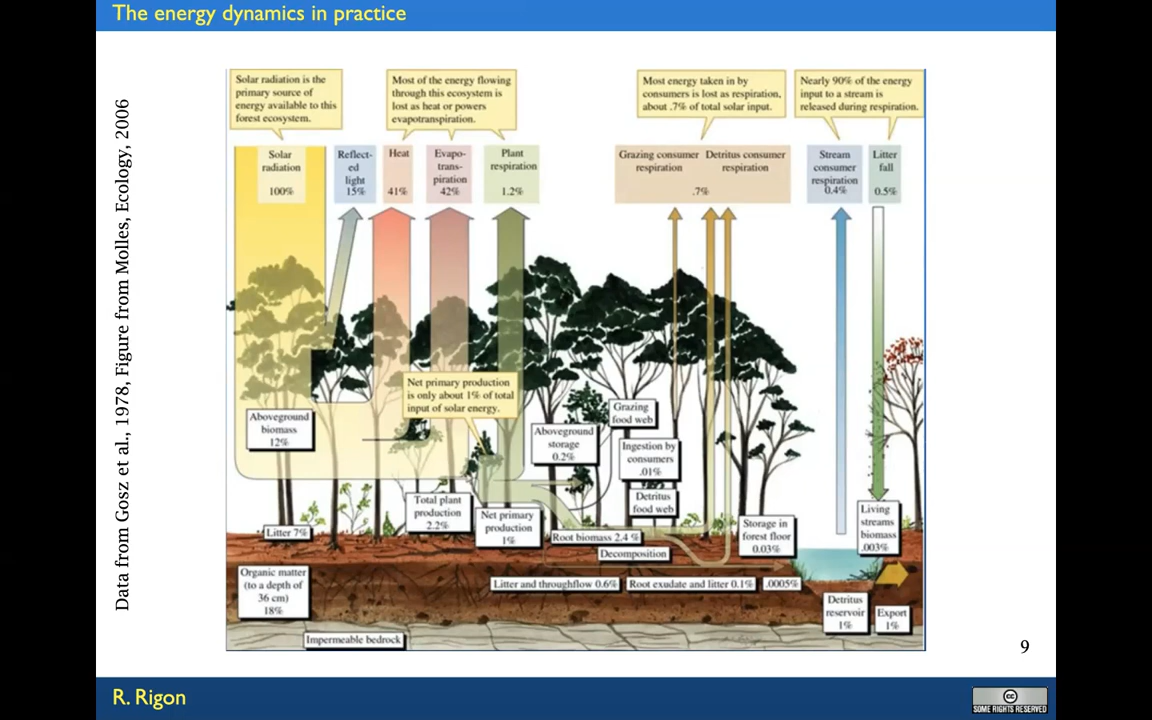 The energy dynamics in practice
Data from Gosz et al., 1978, Figure from Molles, Ecology, 2006
Solar radiation is the
primary source of
energy available to this
forest ecosystem.
Most of the energy flowing
through this ecosystem is
lost as heat or powers
evapotranspiration.
Most energy taken in by
consumers is lost as respiration,
about .7% of total solar input.
Nearly 90% of the energy
input to a stream is
released during respiration.
Solar
radiation
100%
Reflect-
ed
light
15%
Heat
41%
Evapo-
trans-
piration
42%
Plant
respiration
1.2%
Grazing consumer
respiration
Detritus consumer
respiration
.7%
Stream
consumer
respiration
0.4%
Litter
fall
0.5%
Net primary production
is only about 1% of total
input of solar energy.
Aboveground
biomass
12%
Grazing
food web
Aboveground
storage
0.2%
Ingestion by
consumers
.01%
Detritus
food web
Total plant
production
2.2%
Net primary
production
1%
Litter 7%
Root biomass 2.4 %
Storage in
forest floor
0.03%
Living
streams
biomass
.003%
Decomposition
Organic matter
(to a depth of
36 cm)
18%
Litter and throughflow 0.6%
Root exudate and litter 0.1%
.0005%
Detritus
reservoir
1%
Export
1%
Impermeable bedrock
9
R. Rigon
cc
SOME RIGHTS RESERVED